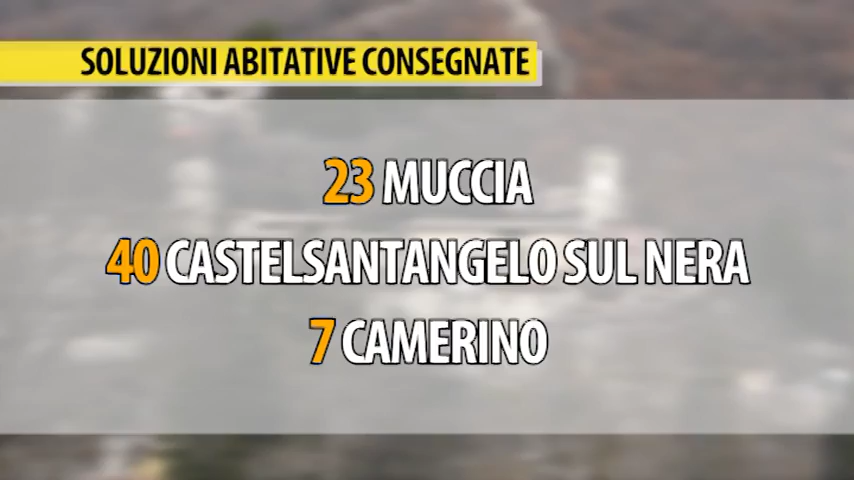 SOLUZIONI ABITATIVE CONSEGNATE
23 MUCCIA
40 CASTELSANTANGELO SUL NERA
7 CAMERINO